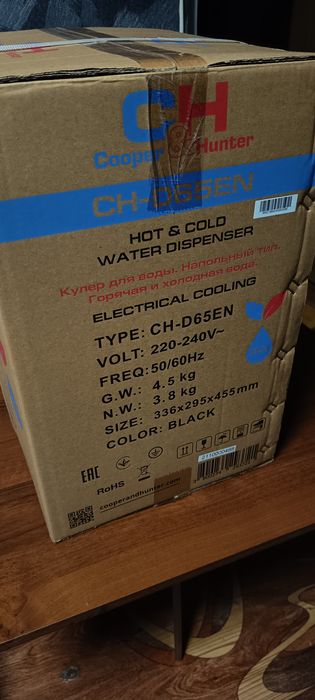 CH
Cooper & Hunter
CH-D65EN
HOT & COLD
WATER DISPENSER
Кулер для воды. Напольный тип.
Горячая и холодная вода.
ELECTRICAL COOLING
TYPE: CH-D65EN
VOLT: 220-240V~
FREQ: 50/60Hz
G.W.: 4.5 kg
N.W.: 3.8 kg
SIZE: 336x295x455mm
COLOR: BLACK
EAC
RoHS
cooperandhunter.com